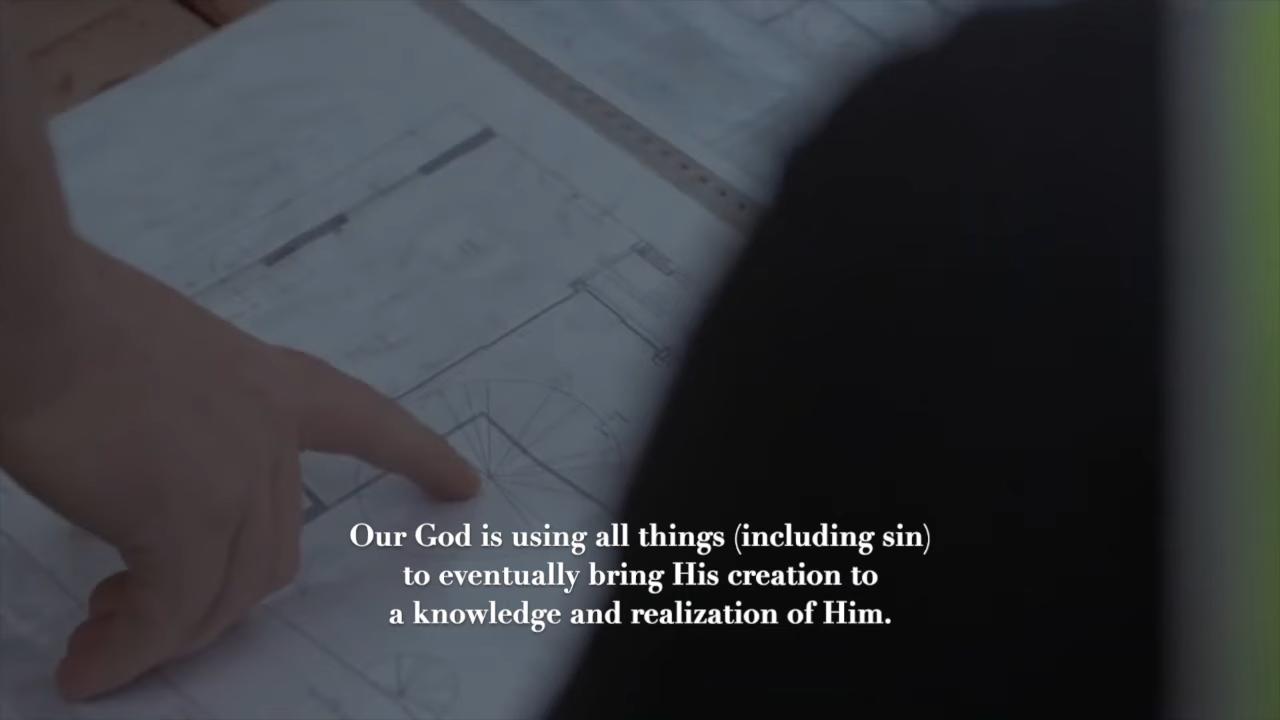 Our God is using all things (including sin)
to eventually bring His creation to
a knowledge and realization of Him.